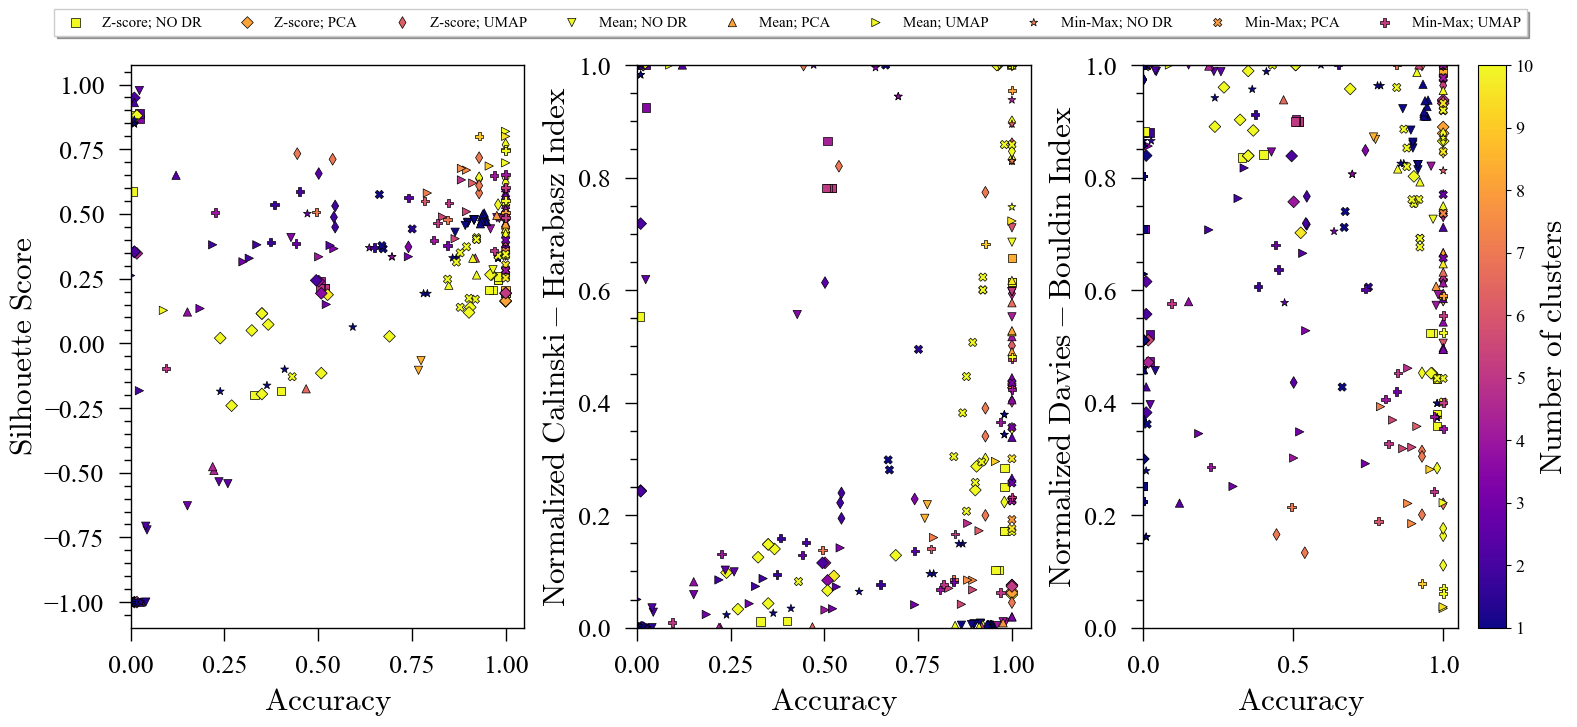 Z-score; NO DR
Z-score; PCA
Z-score; UMAP
Mean; NO DR
Mean; PCA
Mean; UMAP
Min-Max; NO DR
Min-Max; PCA
Min-Max; UMAP
Silhouette Score
1.00
0.75
0.50
0.25
0.00
−0.25
−0.50
−0.75
−1.00
0.00
0.25
0.50
0.75
1.00
Accuracy
Normalized Calinski – Harabasz Index
1.0
0.8
0.6
0.4
0.2
0.0
0.00
0.25
0.50
0.75
1.00
Accuracy
Normalized Davies – Bouldin Index
1.0
0.8
0.6
0.4
0.2
0.0
0.0
0.5
1.0
Accuracy
10
9
8
7
6
5
4
3
2
1
Number of clusters